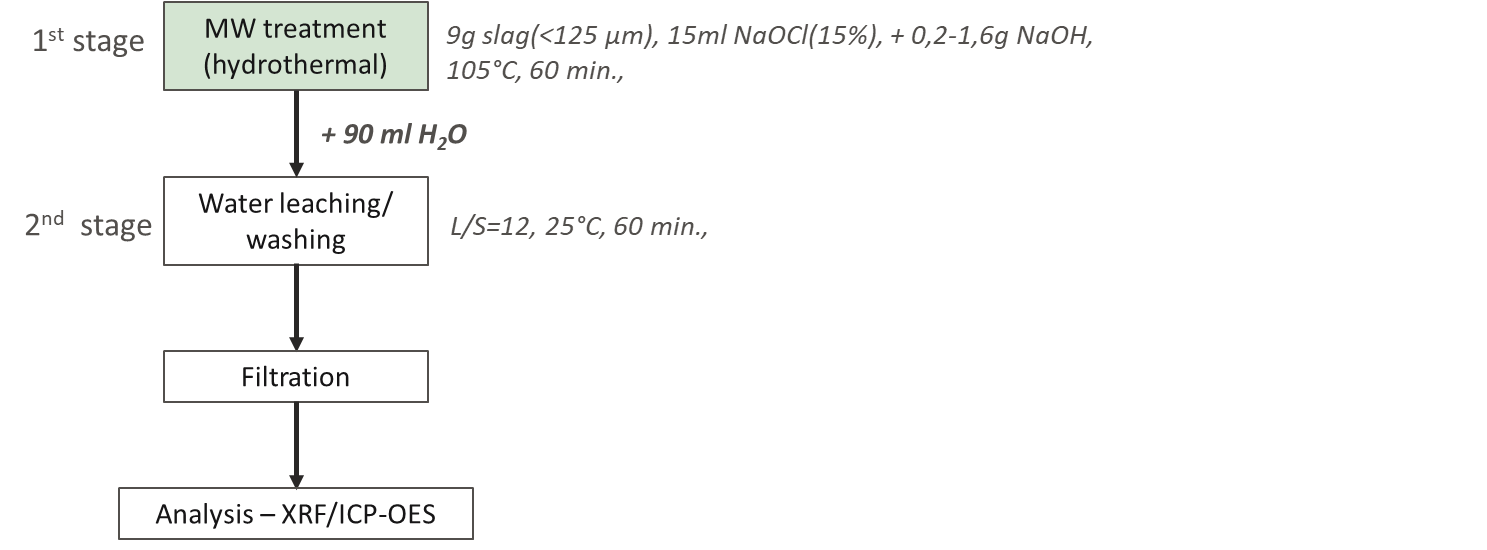 1st stage
MW treatment
(hydrothermal)
9g slag(<125 µm), 15ml NaOCl(15%), + 0,2-1,6g NaOH,
105°C, 60 min.,
+ 90 ml H2O
2nd stage
Water leaching/
washing
L/S=12, 25°C, 60 min.,
Filtration
Analysis – XRF/ICP-OES